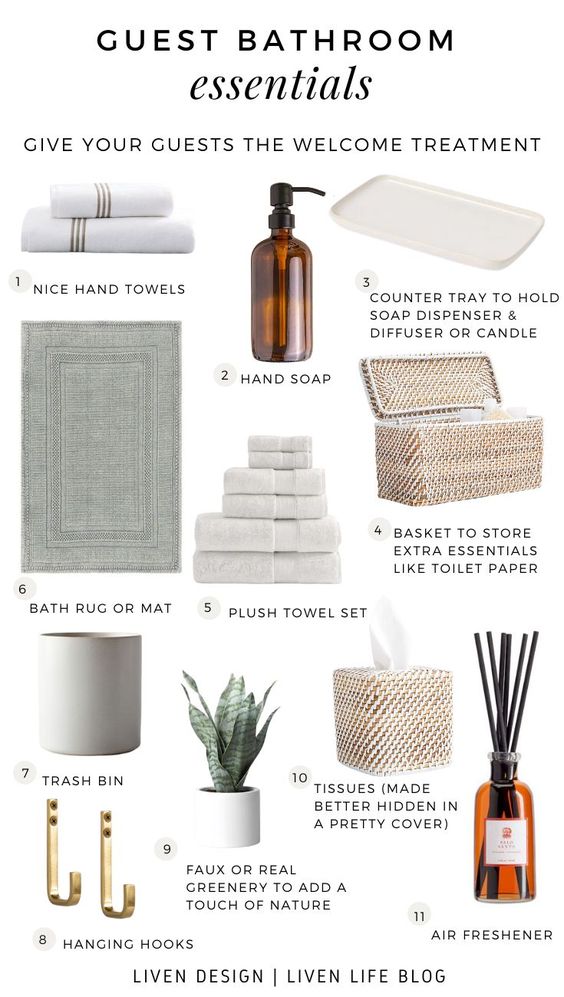 GUEST BATHROOM
essentials
GIVE YOUR GUESTS THE WELCOME TREATMENT
1 NICE HAND TOWELS
2 HAND SOAP
3
COUNTER TRAY TO HOLD
SOAP DISPENSER &
DIFFUSER OR CANDLE
4 BASKET TO STORE
EXTRA ESSENTIALS
LIKE TOILET PAPER
5 PLUSH TOWEL SET
6
BATH RUG OR MAT
7 TRASH BIN
8 HANGING HOOKS
9
FAUX OR REAL
GREENERY TO ADD A
TOUCH OF NATURE
10
TISSUES (MADE
BETTER HIDDEN IN
A PRETTY COVER)
PALO
SANTO
11
AIR FRESHENER
LIVEN DESIGN | LIVEN LIFE BLOG